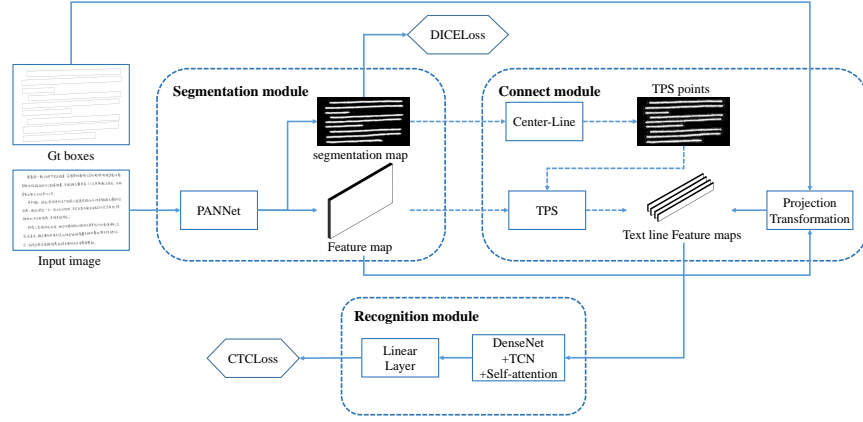 DICELoss
Segmentation module
Connect module
TPS points
Center-Line
Gt boxes
segmentation map
PANNet
TPS
Projection
Transformation
Feature map
Text line Feature maps
Input image
Recognition module
CTCLoss
Linear
Layer
DenseNet
+TCN
+Self-attention